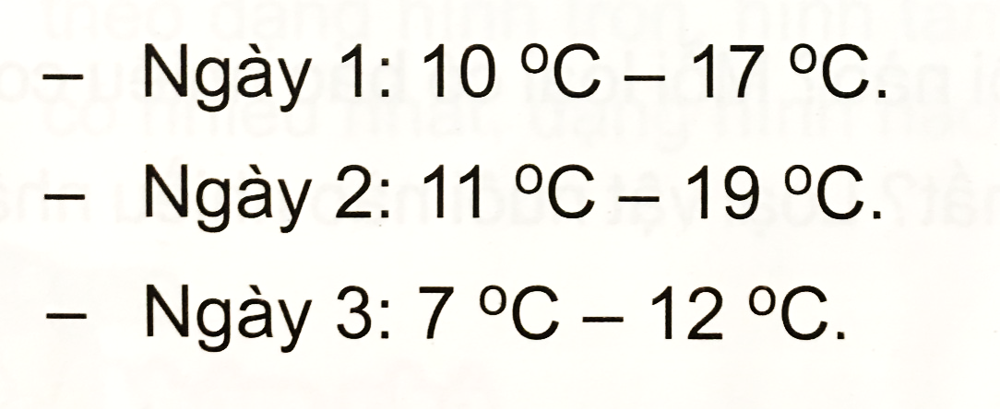 – Ngày 1: 10 ºC – 17 ºC.
– Ngày 2: 11 ºC – 19 ºC.
– Ngày 3: 7 ºC – 12 ºC.